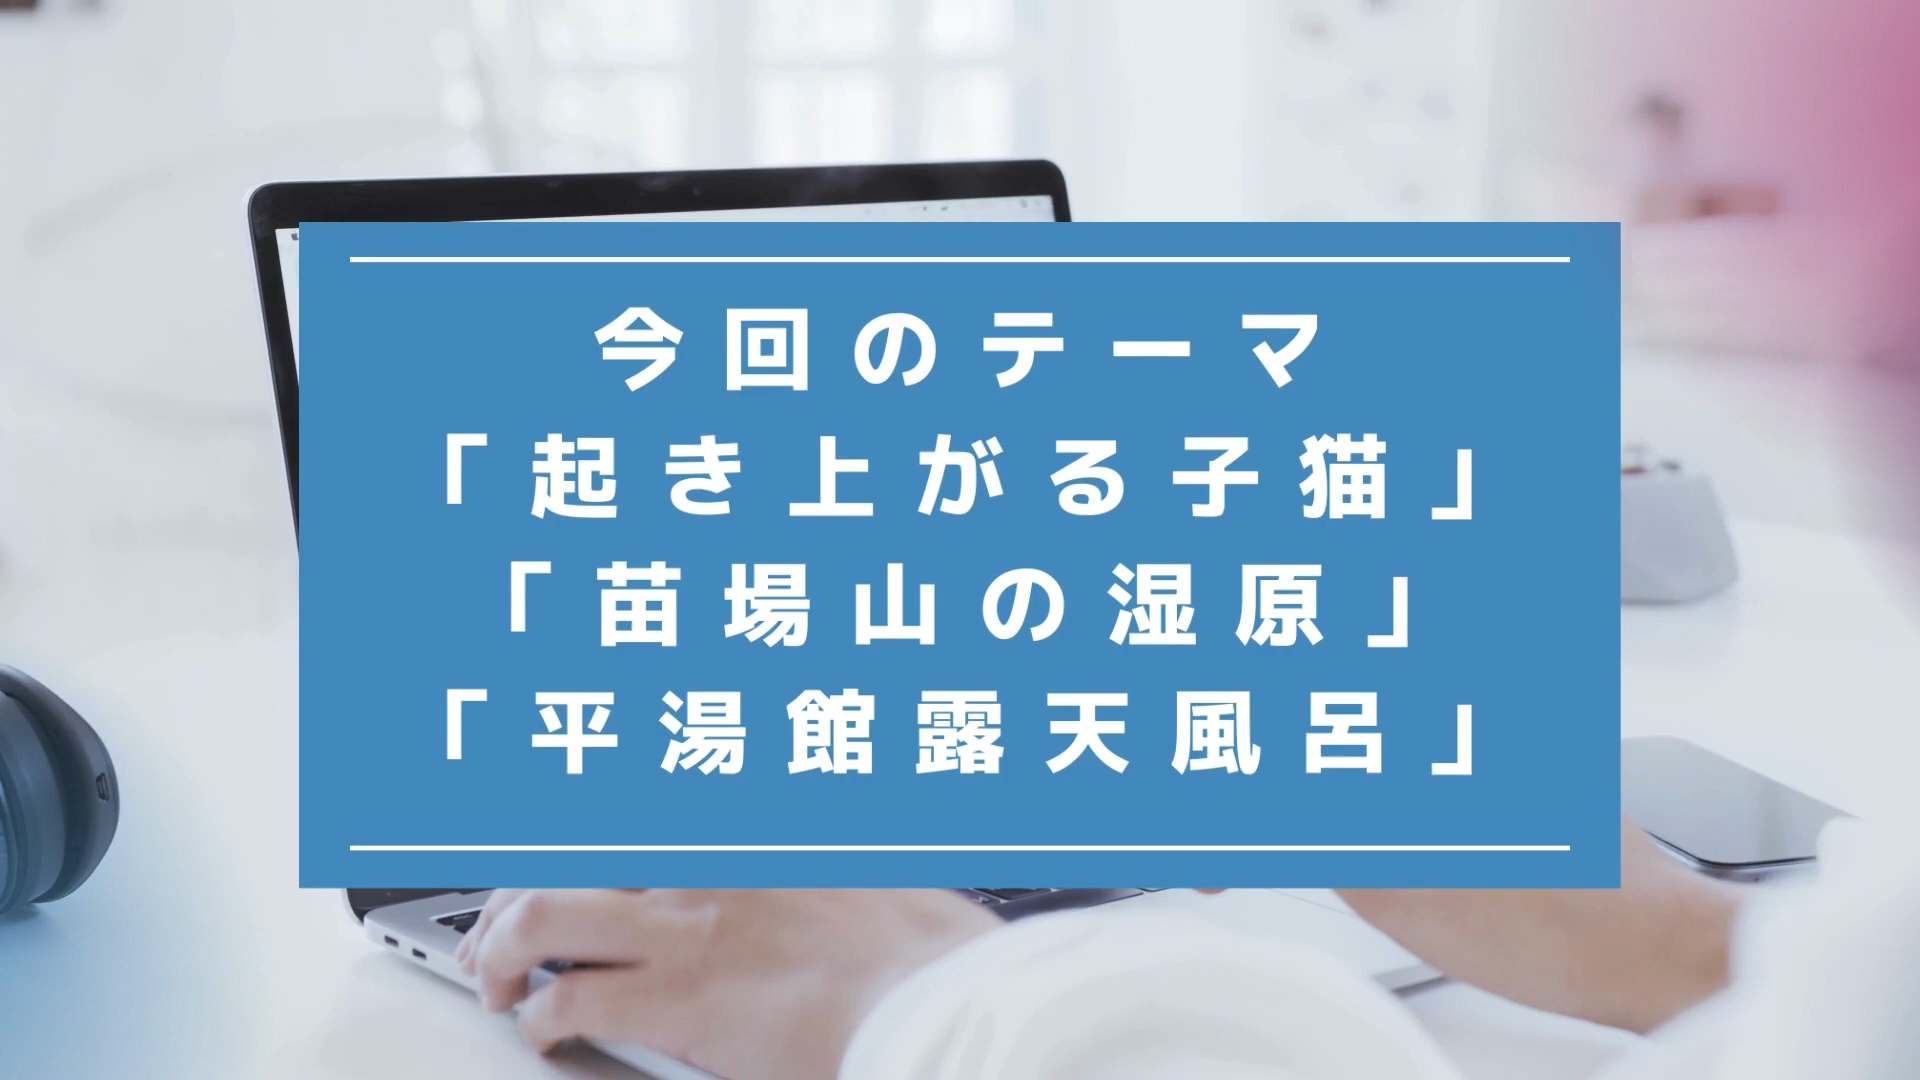 今回のテーマ
「起き上がる子猫」
「苗場山の湿原」
「平湯館露天風呂」